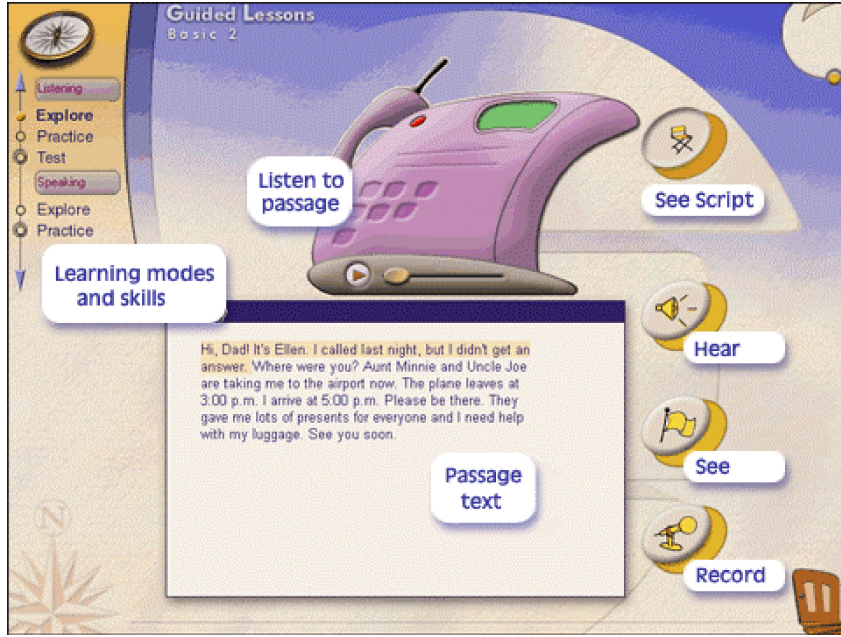 Guided Lessons
Basic 2
Listening
Explore
Practice
Test
Speaking
Explore
Practice
Learning modes
and skills
Listen to
passage
See Script
Hi, Dad! It's Ellen. I called last night, but I didn't get an
answer. Where were you? Aunt Minnie and Uncle Joe
are taking me to the airport now. The plane leaves at
3:00 p.m. I arrive at 5:00 p.m. Please be there. They
gave me lots of presents for everyone and I need help
with my luggage. See you soon.
Passage
text
Hear
See
Record
N